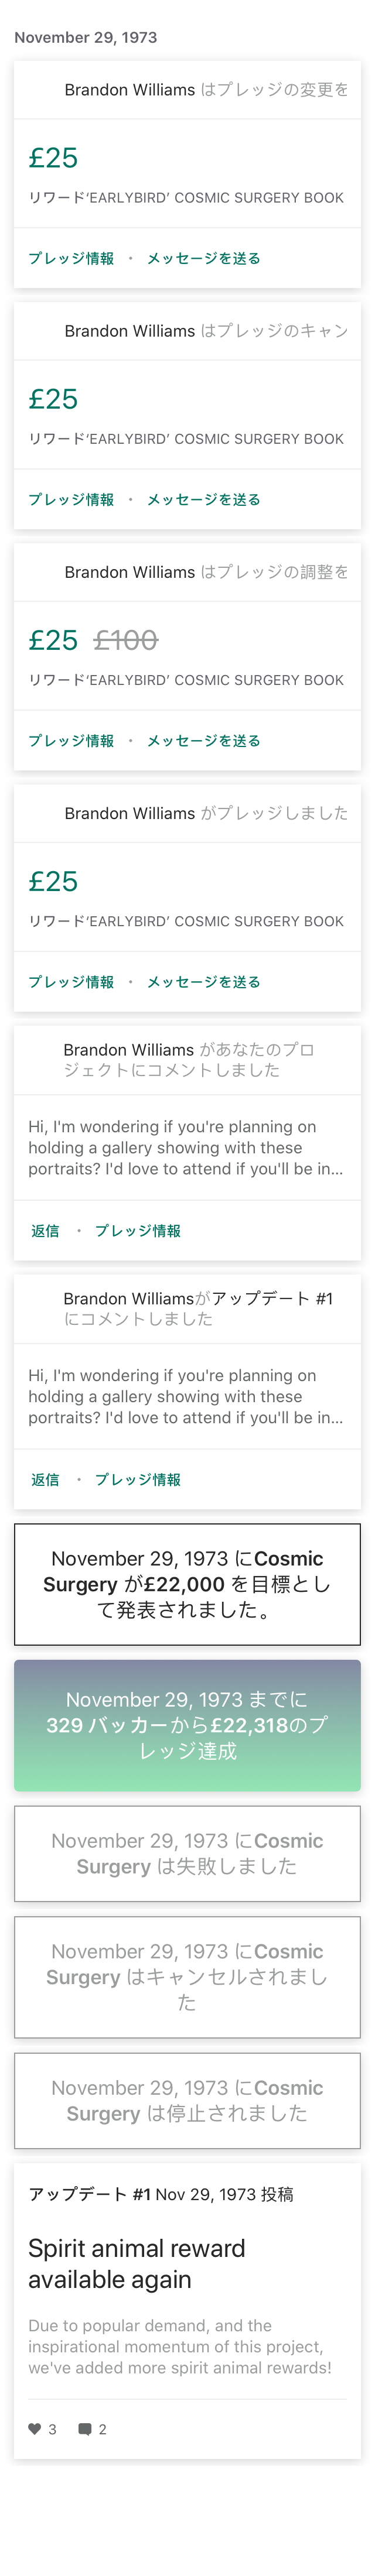 November 29, 1973
Brandon Williams はプレッジの変更を
£25
リワード‘EARLYBIRD’ COSMIC SURGERY BOOK
プレッジ情報 • メッセージを送る
Brandon Williams はプレッジのキャン
£25
リワード‘EARLYBIRD’ COSMIC SURGERY BOOK
プレッジ情報 • メッセージを送る
Brandon Williams はプレッジの調整を
£25 £100
リワード‘EARLYBIRD’ COSMIC SURGERY BOOK
プレッジ情報 • メッセージを送る
Brandon Williams がプレッジしました
£25
リワード‘EARLYBIRD’ COSMIC SURGERY BOOK
プレッジ情報 • メッセージを送る
Brandon Williams があなたのプロ
ジェクトにコメントしました
Hi, I'm wondering if you're planning on
holding a gallery showing with these
portraits? I'd love to attend if you'll be in...
返信 • プレッジ情報
Brandon Williamsがアップデート #1
にコメントしました
Hi, I'm wondering if you're planning on
holding a gallery showing with these
portraits? I'd love to attend if you'll be in...
返信 • プレッジ情報
November 29, 1973 にCosmic
Surgery が£22,000 を目標とし
て発表されました。
November 29, 1973 までに
329 バッカーから£22,318のプ
レッジ達成
November 29, 1973 にCosmic
Surgery は失敗しました
November 29, 1973 にCosmic
Surgery はキャンセルされまし
た
November 29, 1973 にCosmic
Surgery は停止されました
アップデート #1 Nov 29, 1973 投稿
Spirit animal reward
available again
Due to popular demand, and the
inspirational momentum of this project,
we've added more spirit animal rewards!
3 2